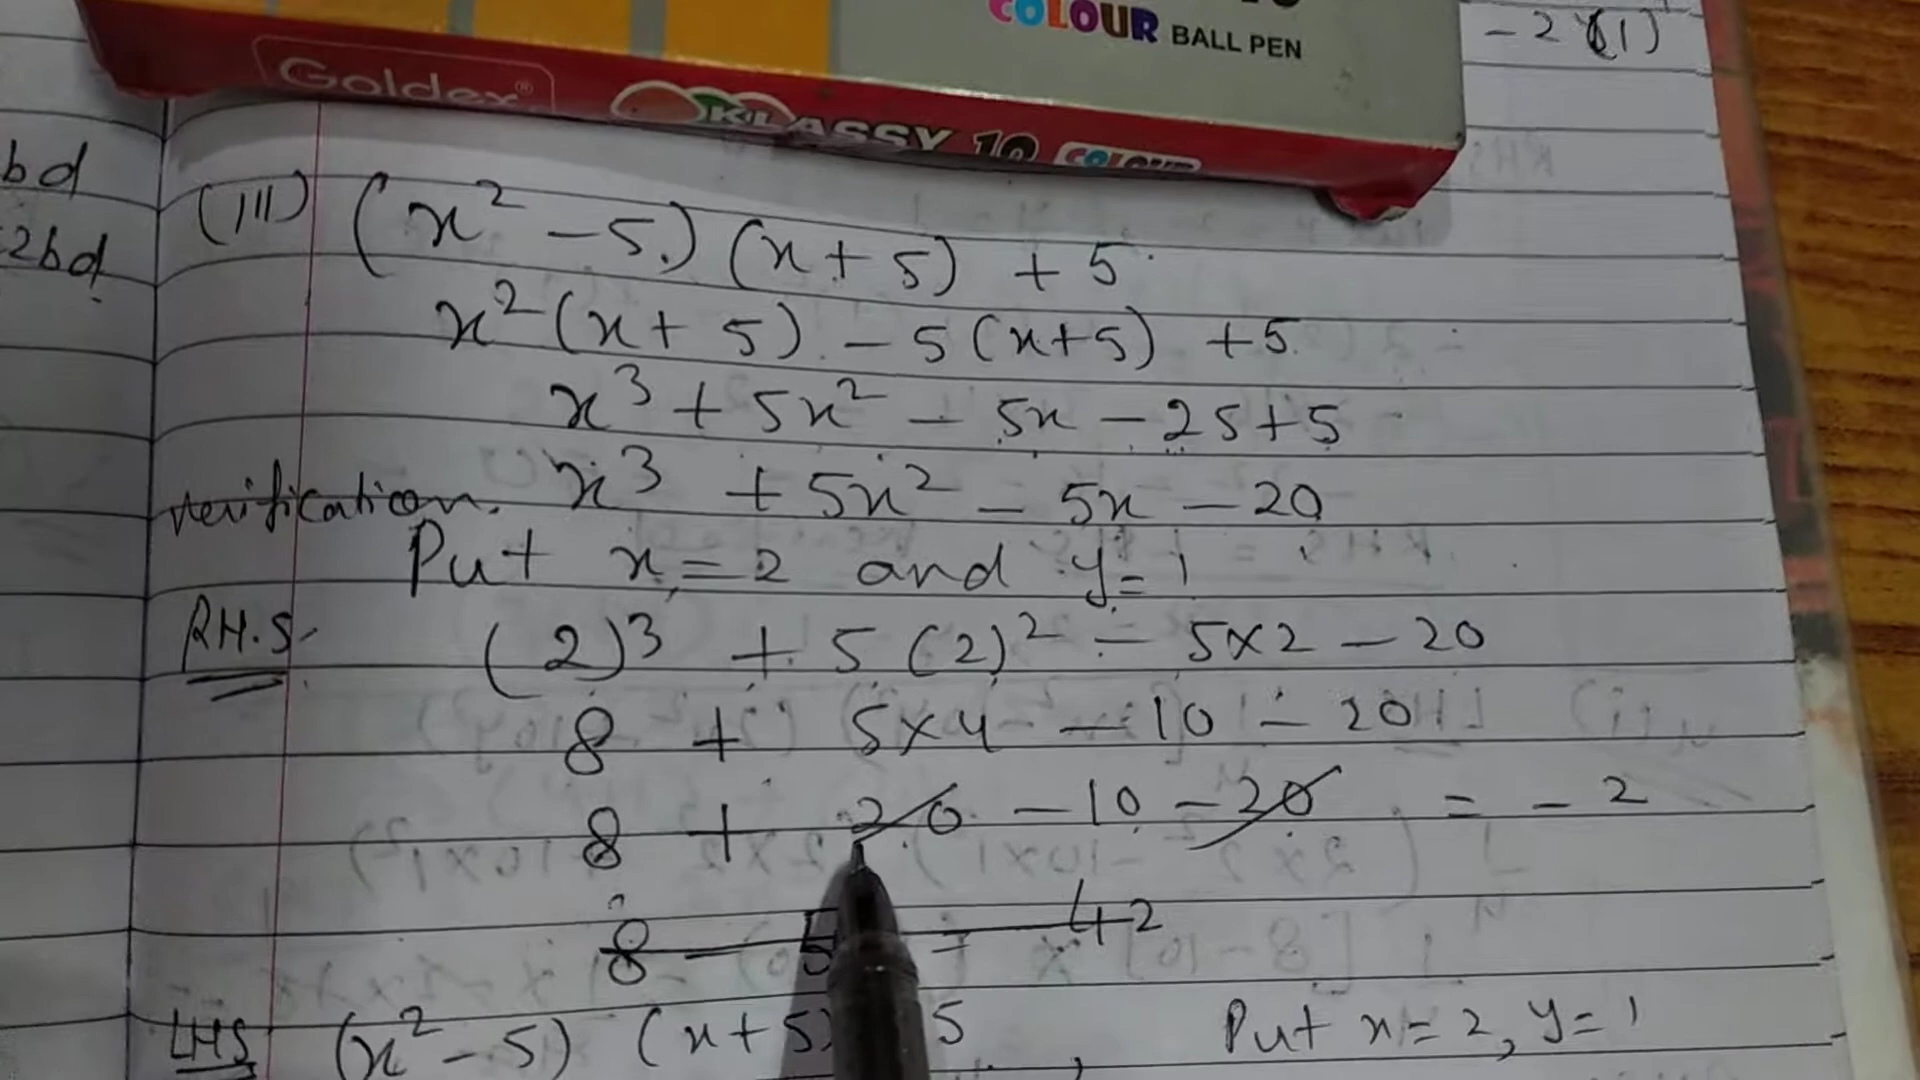 COLOUR BALL PEN
- 2 (1)
Goldex®
KLASSY 10 COLOUR
bd
2bd
(III) (x² - 5) (x + 5) + 5
x² (x + 5) - 5 (x + 5) + 5
x³ + 5x² - 5x - 25 + 5
verification. x³ + 5x² - 5x - 20
Put x = 2 and y = 1
R.H.S. (2)³ + 5 (2)² - 5×2 - 20
8 + 5×4 - 10 - 20
8 + 20 - 10 - 20 = - 2
8 - 5 = - 42
LHS (x² - 5) (x + 5) 5 , Put x = 2, y = 1